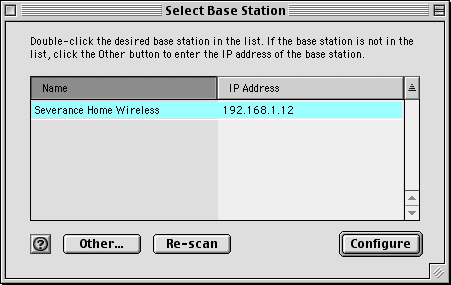 Select Base Station
Double-click the desired base station in the list. If the base station is not in the
list, click the Other button to enter the IP address of the base station.
Name IP Address
Severance Home Wireless 192.168.1.12
? Other... Re-scan Configure